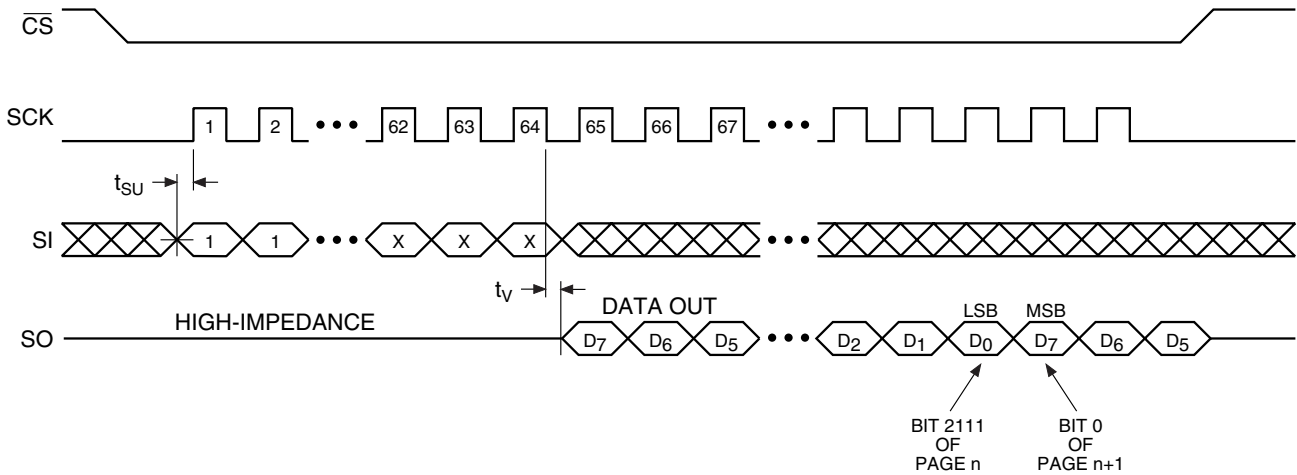 CS
SCK 1 2 ••• 62 63 64 65 66 67 •••
tSU
SI 1 1 ••• X X X •••
tV
HIGH-IMPEDANCE DATA OUT LSB MSB
SO D7 D6 D5 ••• D2 D1 D0 D7 D6 D5
BIT 2111
OF
PAGE n
BIT 0
OF
PAGE n+1